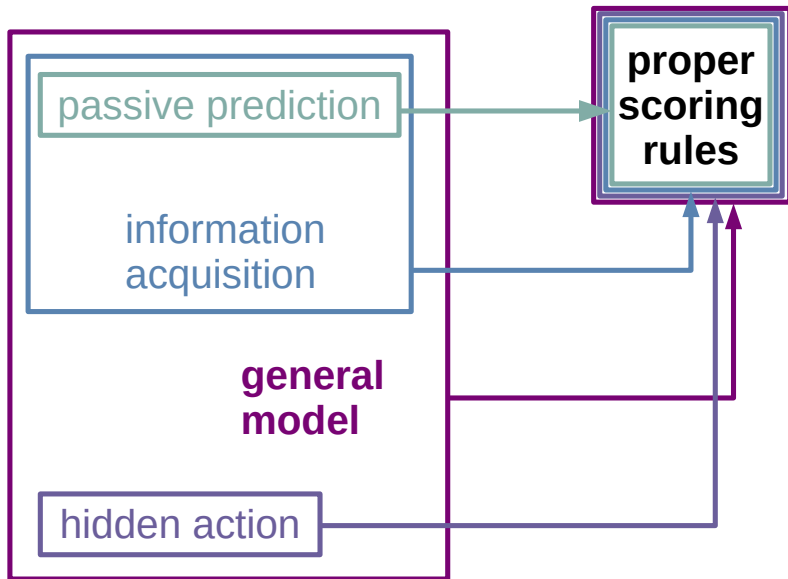 passive prediction
proper
scoring
rules
information
acquisition
general
model
hidden action